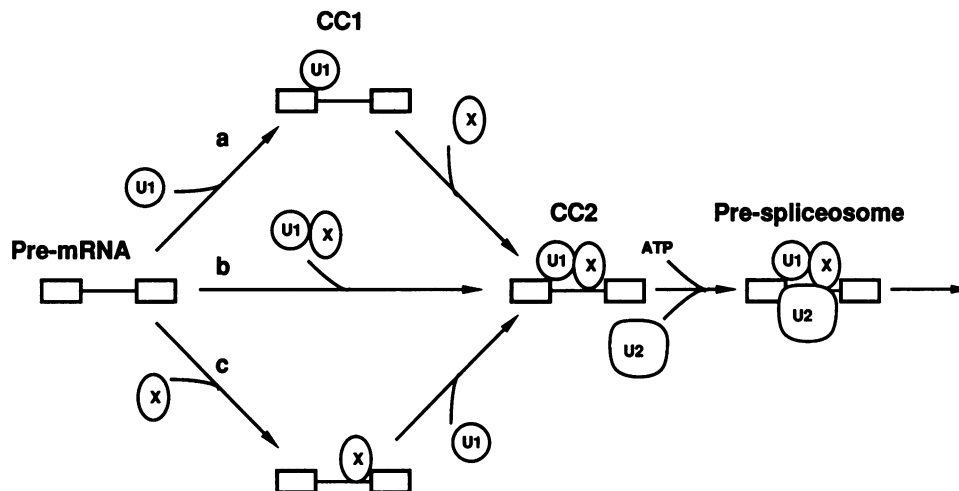 CC1
U1
a
X
U1
CC2
Pre-spliceosome
Pre-mRNA
U1 X
b
U1 X
ATP
U1 X
U2
U2
c
X
U1
X